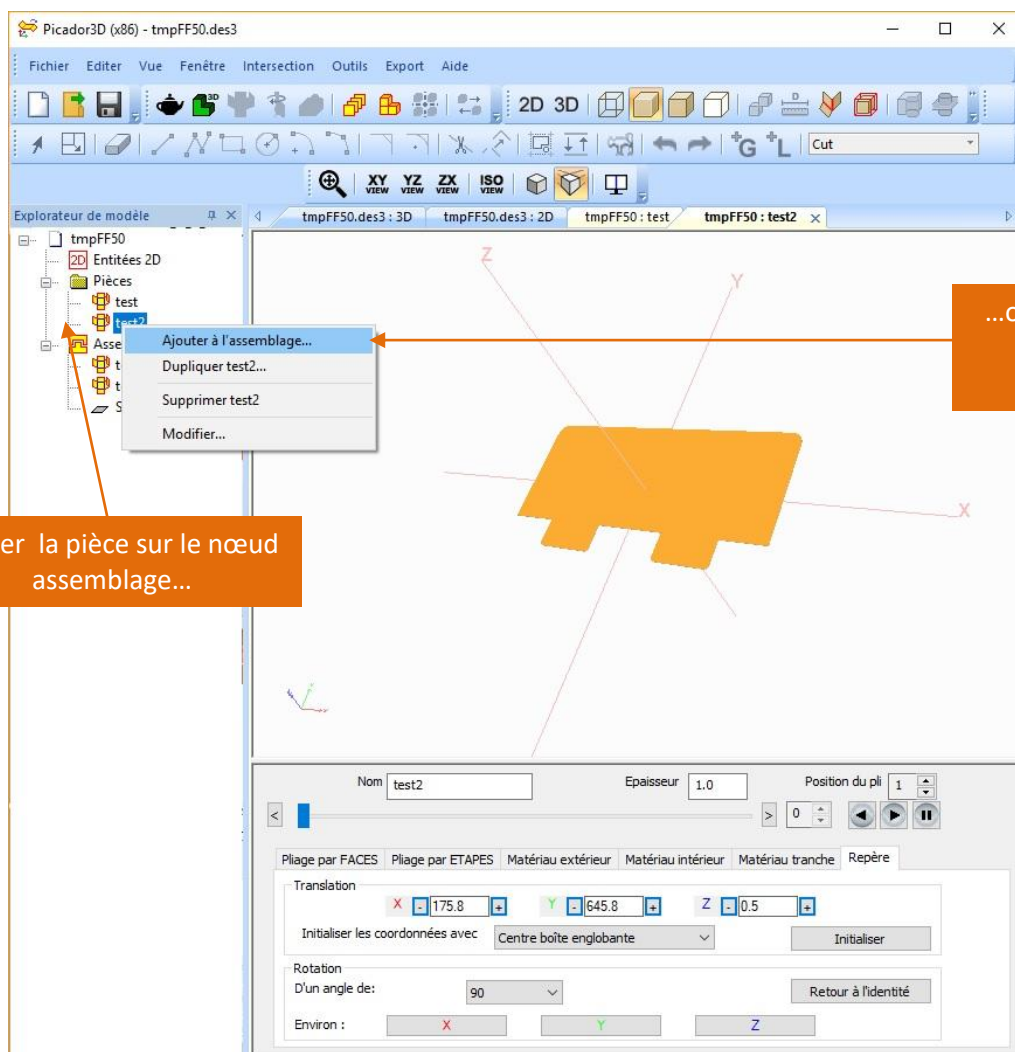 Picador3D (x86) - tmpFF50.des3
Fichier Editer Vue Fenêtre Intersection Outils Export Aide
3D 2D 3D
+G +L Cut
XY VIEW YZ VIEW ZX VIEW ISO VIEW
Explorateur de modèle
tmpFF50.des3 : 3D tmpFF50.des3 : 2D tmpFF50 : test tmpFF50 : test2
tmpFF50
2D Entitées 2D
Pièces
test
test2
Asse
t
t
S
Ajouter à l'assemblage...
Dupliquer test2...
Supprimer test2
Modifier...
Z
Y
X
...o
er la pièce sur le nœud
assemblage...
Nom test2 Epaisseur 1.0 Position du pli 1
< > 0
Pliage par FACES Pliage par ETAPES Matériau extérieur Matériau intérieur Matériau tranche Repère
Translation
X - 175.8 + Y - 645.8 + Z - 0.5 +
Initialiser les coordonnées avec Centre boîte englobante Initialiser
Rotation
D'un angle de: 90 Retour à l'identité
Environ : X Y Z